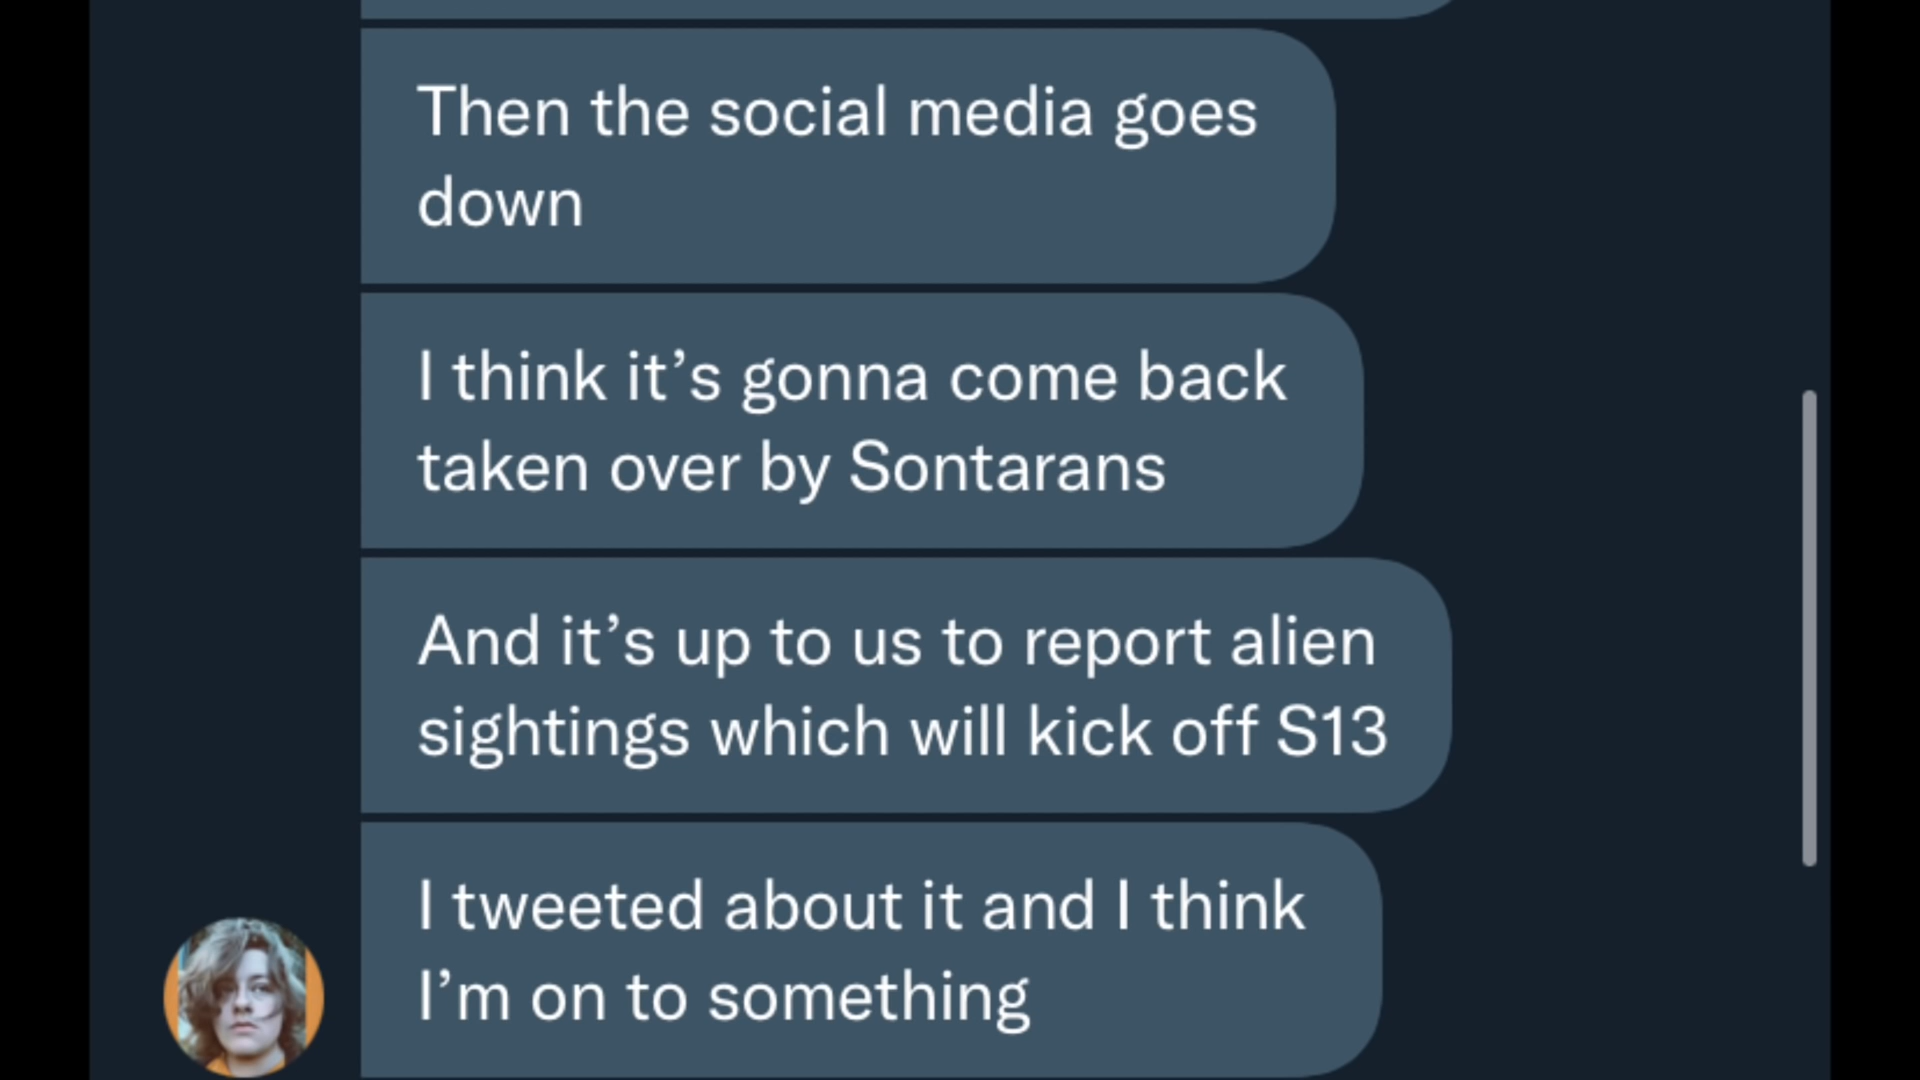 Then the social media goes
down
I think it’s gonna come back
taken over by Sontarans
And it’s up to us to report alien
sightings which will kick off S13
I tweeted about it and I think
I’m on to something